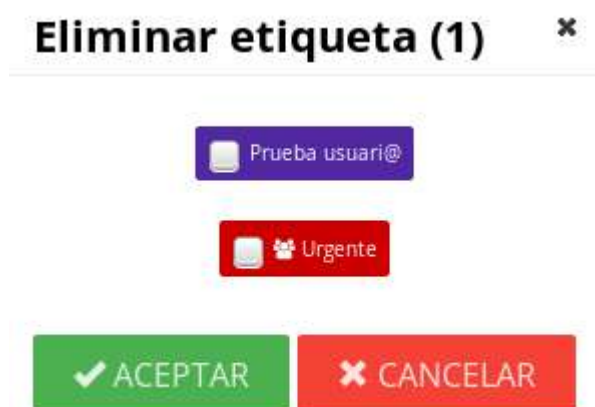 Eliminar etiqueta (1)
Prueba usuari@
Urgente
ACEPTAR
CANCELAR